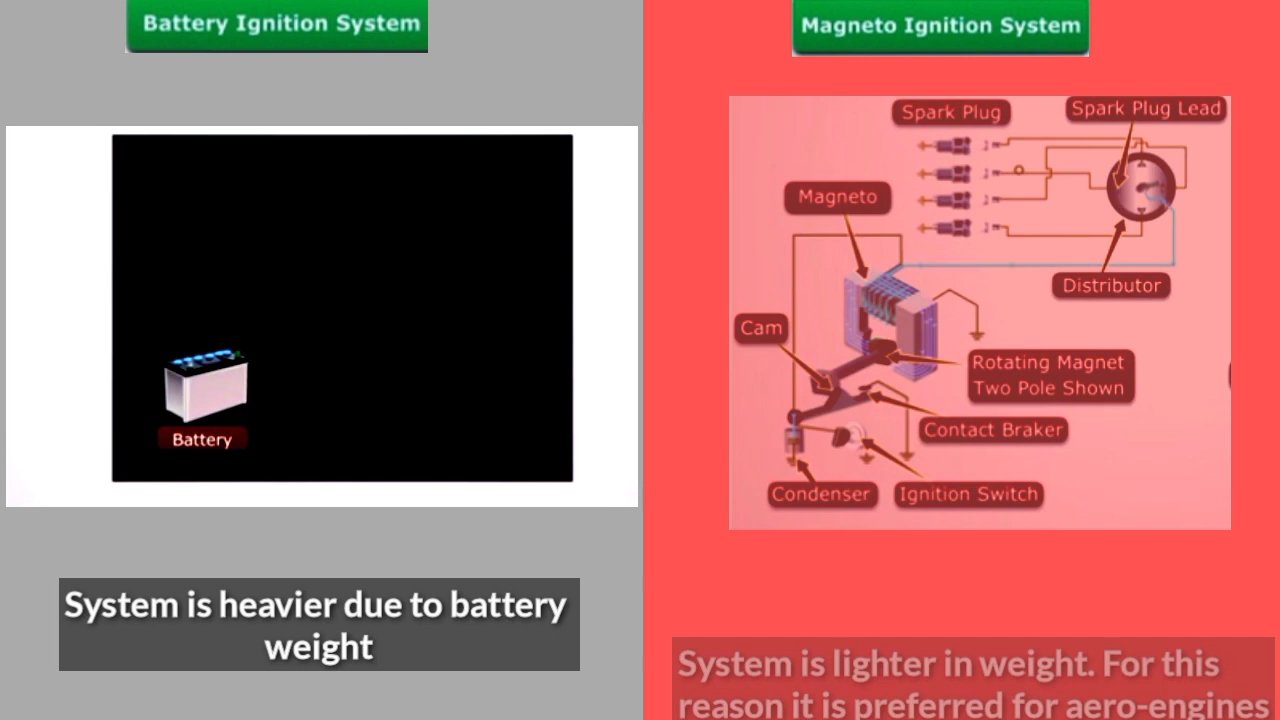 Battery Ignition System
Battery
System is heavier due to battery
weight
Magneto Ignition System
Spark Plug
Spark Plug Lead
Magneto
Distributor
Cam
Rotating Magnet
Two Pole Shown
Contact Braker
Condenser
Ignition Switch
System is lighter in weight. For this
reason it is preferred for aero-engines